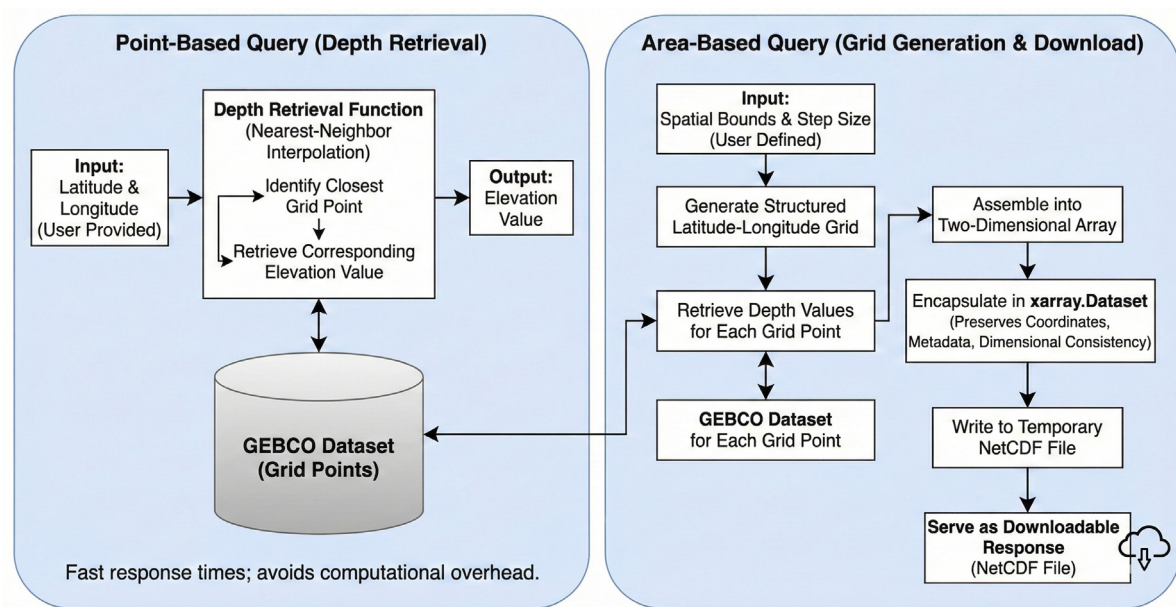 Point-Based Query (Depth Retrieval)
Input:
Latitude &
Longitude
(User Provided)
Depth Retrieval Function
(Nearest-Neighbor
Interpolation)
Identify Closest
Grid Point
Retrieve Corresponding
Elevation Value
Output:
Elevation
Value
GEBCO Dataset
(Grid Points)
Fast response times; avoids computational overhead.
Area-Based Query (Grid Generation & Download)
Input:
Spatial Bounds & Step Size
(User Defined)
Generate Structured
Latitude-Longitude Grid
Retrieve Depth Values
for Each Grid Point
GEBCO Dataset
for Each Grid Point
Assemble into
Two-Dimensional Array
Encapsulate in xarray.Dataset
(Preserves Coordinates,
Metadata, Dimensional Consistency)
Write to Temporary
NetCDF File
Serve as Downloadable
Response
(NetCDF File)